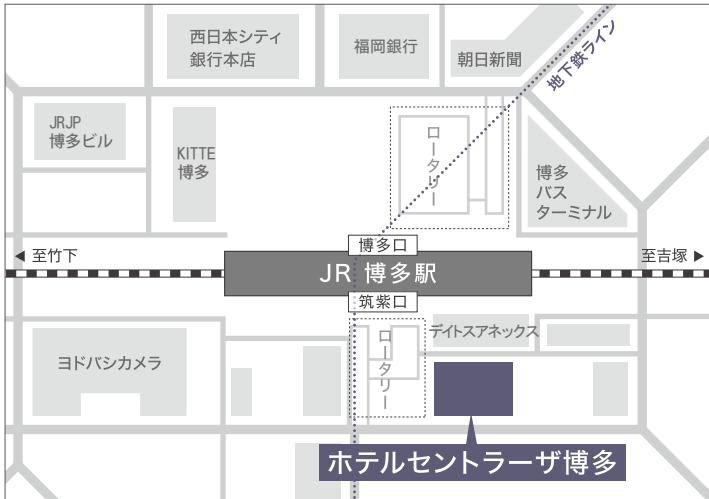 西日本シティ
銀行本店
福岡銀行
朝日新聞
地下鉄ライン
JRJP
博多ビル
KITTE
博多
ロータリー
博多
バス
ターミナル
博多口
◀ 至竹下
JR 博多駅
至吉塚 ▶
筑紫口
ヨドバシカメラ
ロータリー
デイトスアネックス
ホテルセントラーザ博多